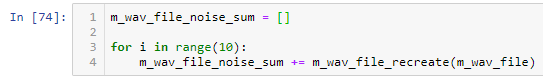 In [74]:
1 m_wav_file_noise_sum = []
2
3 for i in range(10):
4     m_wav_file_noise_sum += m_wav_file_recreate(m_wav_file)